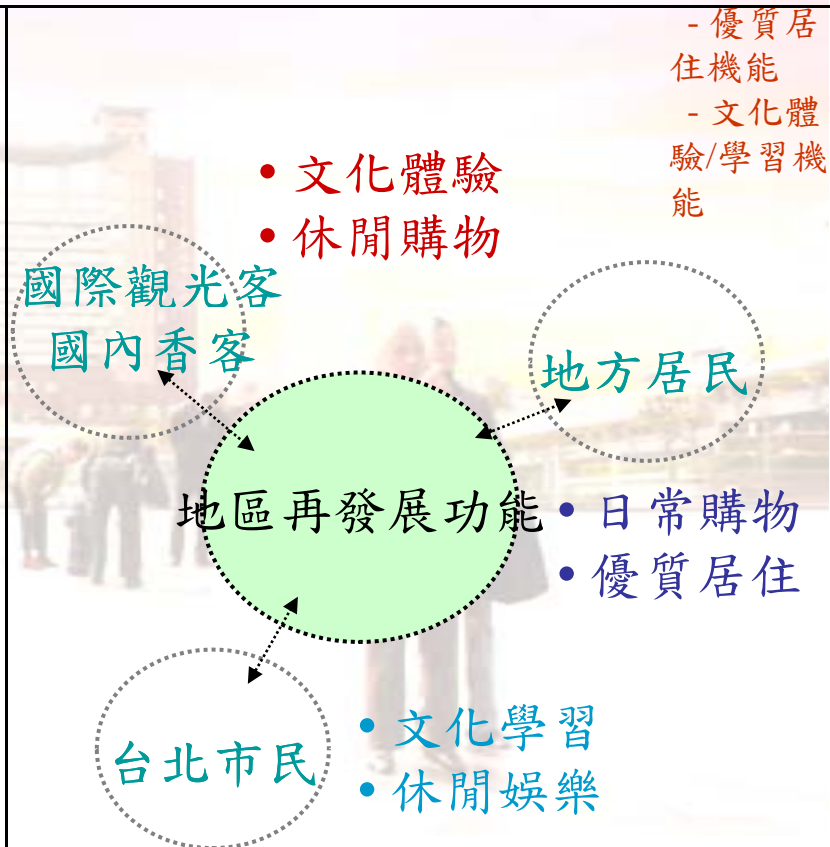 - 優質居
住機能
- 文化體
驗/學習機
能
• 文化體驗
• 休閒購物
國際觀光客
國內香客
地方居民
地區再發展功能
• 日常購物
• 優質居住
台北市民
• 文化學習
• 休閒娛樂